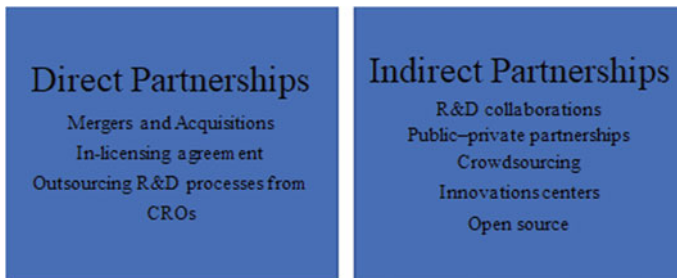 Direct Partnerships
Mergers and Acquisitions
In-licensing agreement
Outsourcing R&D processes from
CROs
Indirect Partnerships
R&D collaborations
Public–private partnerships
Crowdsourcing
Innovations centers
Open source